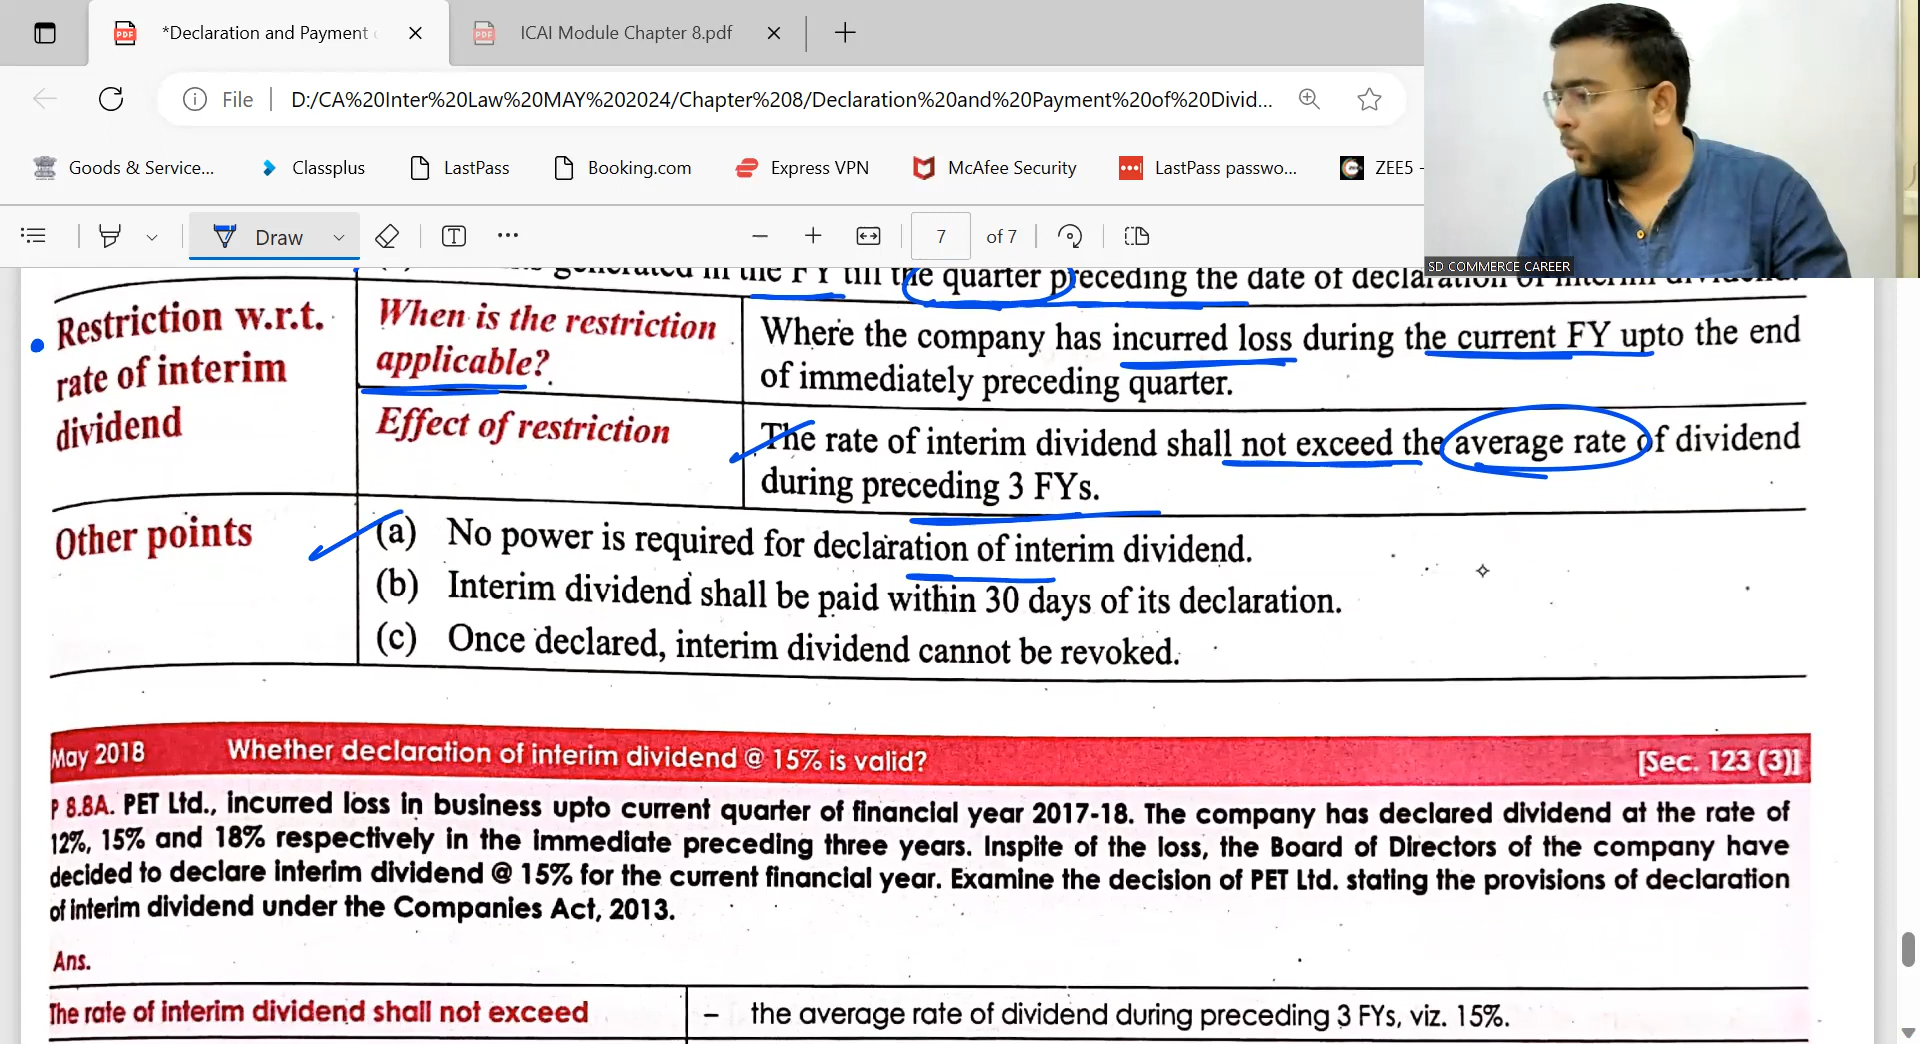 *Declaration and Payment
ICAI Module Chapter 8.pdf
File
D:/CA%20Inter%20Law%20MAY%202024/Chapter%208/Declaration%20and%20Payment%20of%20Divid...
Goods & Service...
Classplus
LastPass
Booking.com
Express VPN
McAfee Security
LastPass passwo...
ZEE5 -
Draw
7
of 7
SD COMMERCE CAREER
generated in the FY till the quarter preceding the date of declaration of interim dividend.
Restriction w.r.t.
rate of interim
dividend
When is the restriction
applicable?
Where the company has incurred loss during the current FY upto the end
of immediately preceding quarter.
Effect of restriction
The rate of interim dividend shall not exceed the average rate of dividend
during preceding 3 FYs.
Other points
(a) No power is required for declaration of interim dividend.
(b) Interim dividend shall be paid within 30 days of its declaration.
(c) Once declared, interim dividend cannot be revoked.
May 2018 Whether declaration of interim dividend @ 15% is valid? [Sec. 123 (3)]
P 8.8A. PET Ltd., incurred loss in business upto current quarter of financial year 2017-18. The company has declared dividend at the rate of
12%, 15% and 18% respectively in the immediate preceding three years. Inspite of the loss, the Board of Directors of the company have
decided to declare interim dividend @ 15% for the current financial year. Examine the decision of PET Ltd. stating the provisions of declaration
of interim dividend under the Companies Act, 2013.
Ans.
The rate of interim dividend shall not exceed
– the average rate of dividend during preceding 3 FYs, viz. 15%.